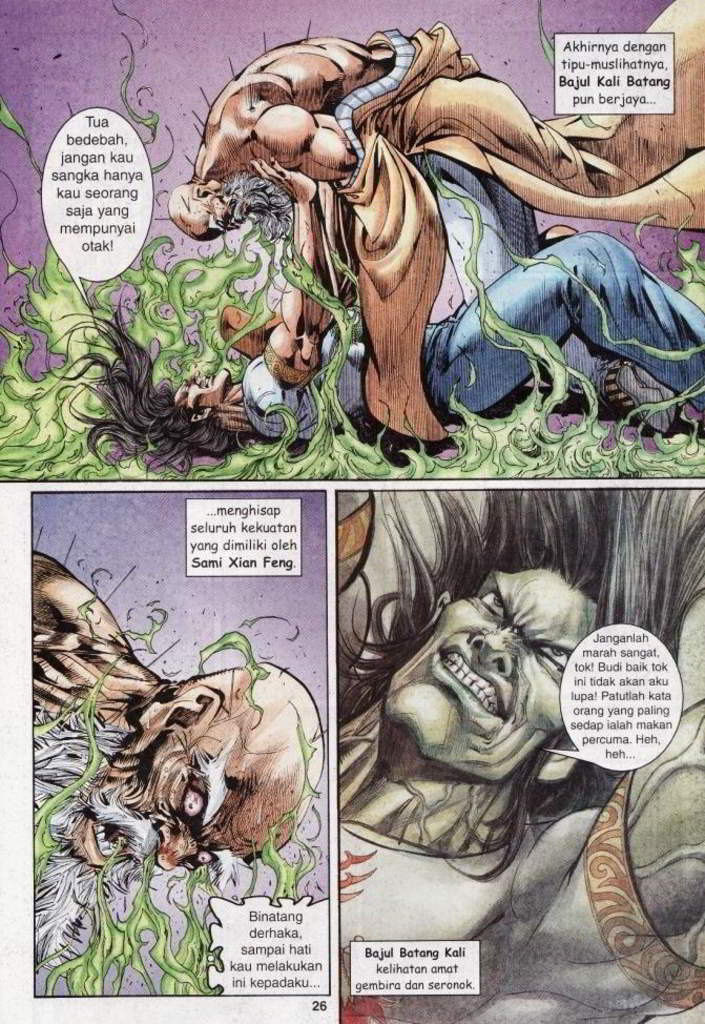 Akhirnya dengan
tipu-muslihatnya,
Bajul Kali Batang
pun berjaya...
Tua
bedebah,
jangan kau
sangka hanya
kau seorang
saja yang
mempunyai
otak!
...menghisap
seluruh kekuatan
yang dimiliki oleh
Sami Xian Feng.
Binatang
derhaka,
sampai hati
kau melakukan
ini kepadaku...
Janganlah
marah sangat,
tok! Budi baik tok
ini tidak akan aku
lupa! Patutlah kata
orang yang paling
sedap ialah makan
percuma. Heh,
heh...
Bajul Batang Kali
kelihatan amat
gembira dan seronok.
26